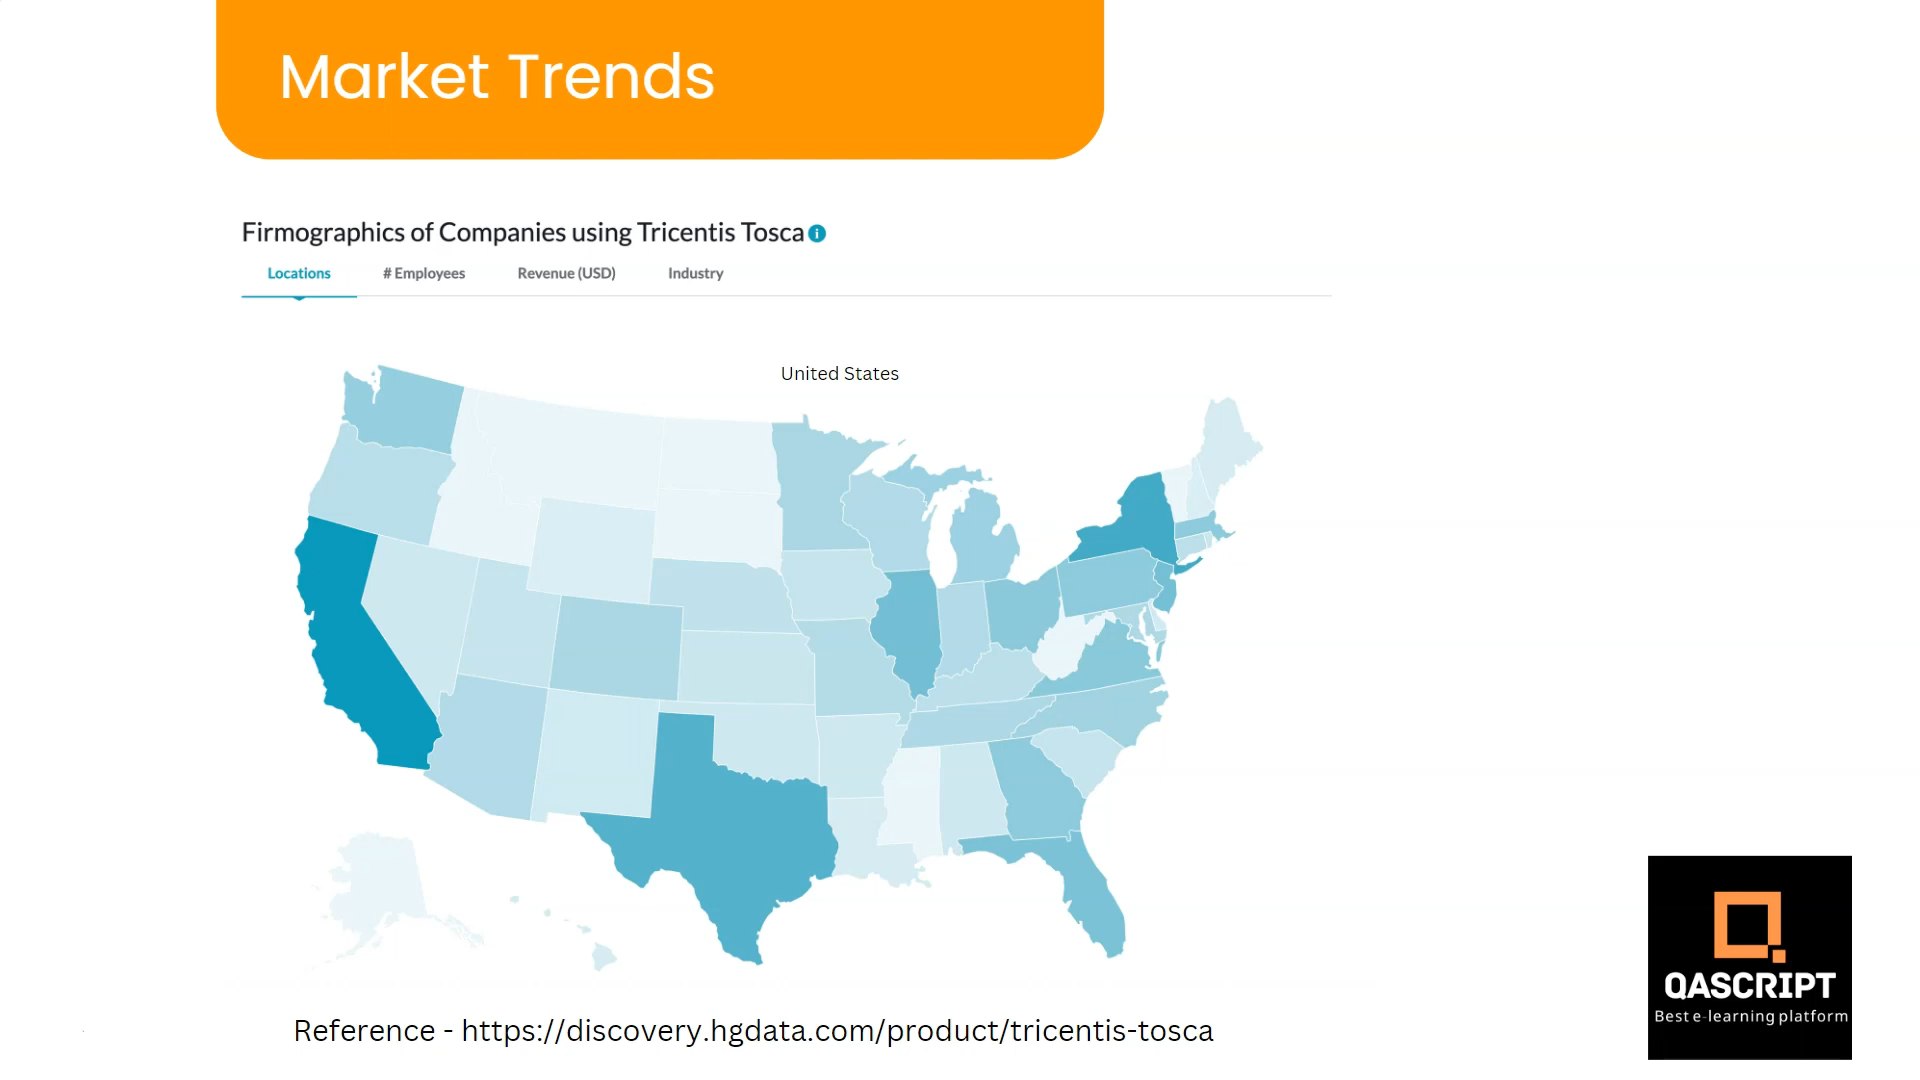 Market Trends
Firmographics of Companies using Tricentis Tosca i
Locations # Employees Revenue (USD) Industry
United States
Reference - https://discovery.hgdata.com/product/tricentis-tosca
QASCRIPT
Best e-learning platform